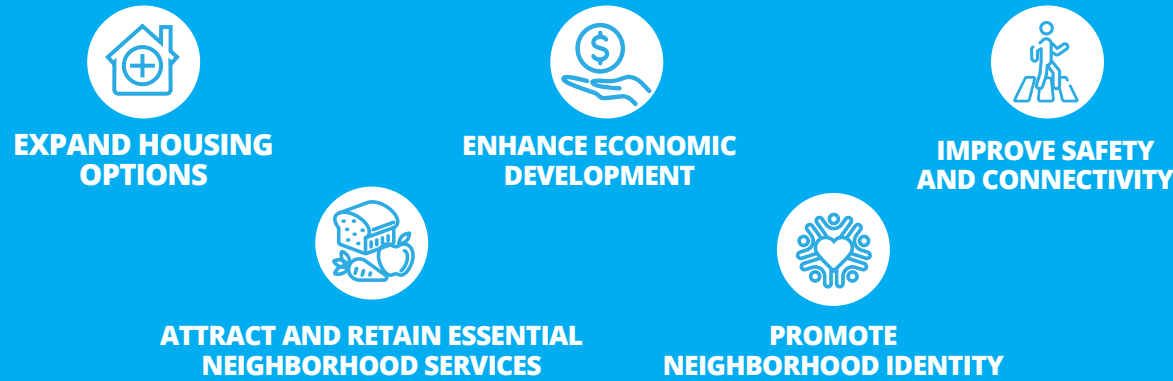 EXPAND HOUSING
OPTIONS
ENHANCE ECONOMIC
DEVELOPMENT
IMPROVE SAFETY
AND CONNECTIVITY
ATTRACT AND RETAIN ESSENTIAL
NEIGHBORHOOD SERVICES
PROMOTE
NEIGHBORHOOD IDENTITY